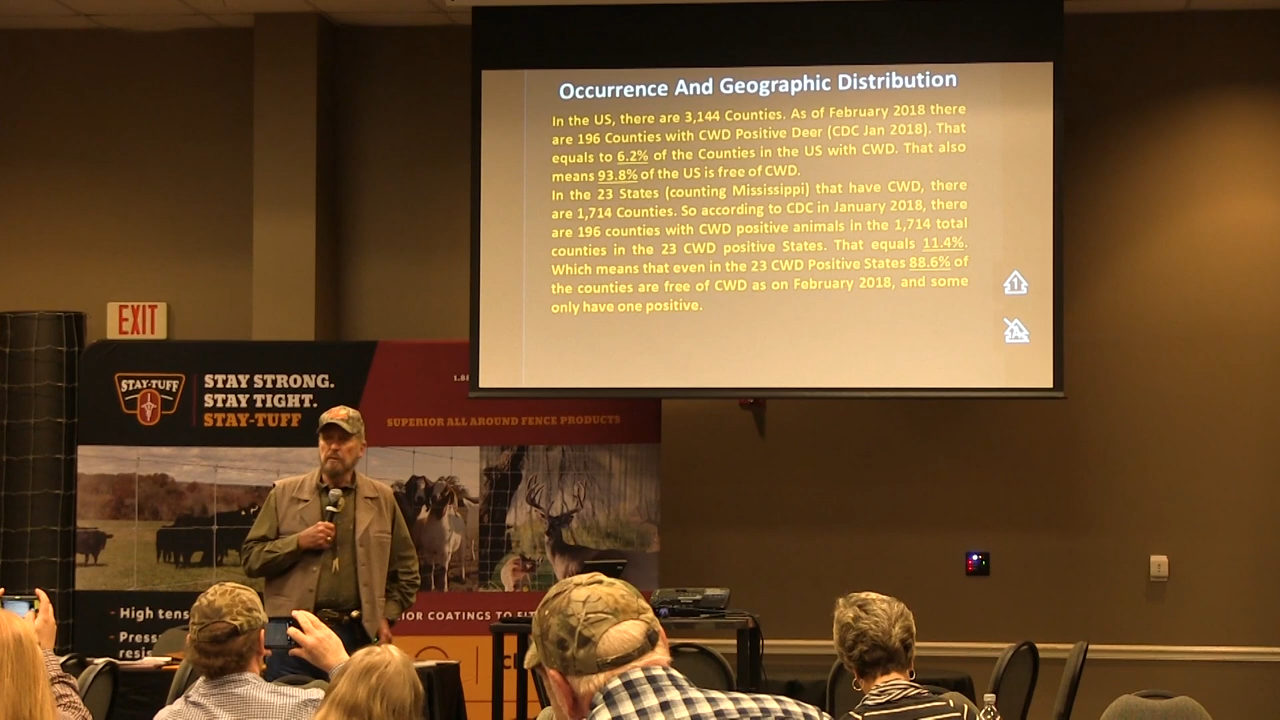 Occurrence And Geographic Distribution
In the US, there are 3,144 Counties. As of February 2018 there
are 196 Counties with CWD Positive Deer (CDC Jan 2018). That
equals to 6.2% of the Counties in the US with CWD. That also
means 93.8% of the US is free of CWD.
In the 23 States (counting Mississippi) that have CWD, there
are 1,714 Counties. So according to CDC in January 2018, there
are 196 counties with CWD positive animals in the 1,714 total
counties in the 23 CWD positive States. That equals 11.4%.
Which means that even in the 23 CWD Positive States 88.6% of
the counties are free of CWD as on February 2018, and some
only have one positive.
1
EXIT
STAY-TUFF
STAY STRONG.
STAY TIGHT.
STAY-TUFF
1.8
SUPERIOR ALL AROUND FENCE PRODUCTS
- High tens
COATINGS TO
- Press